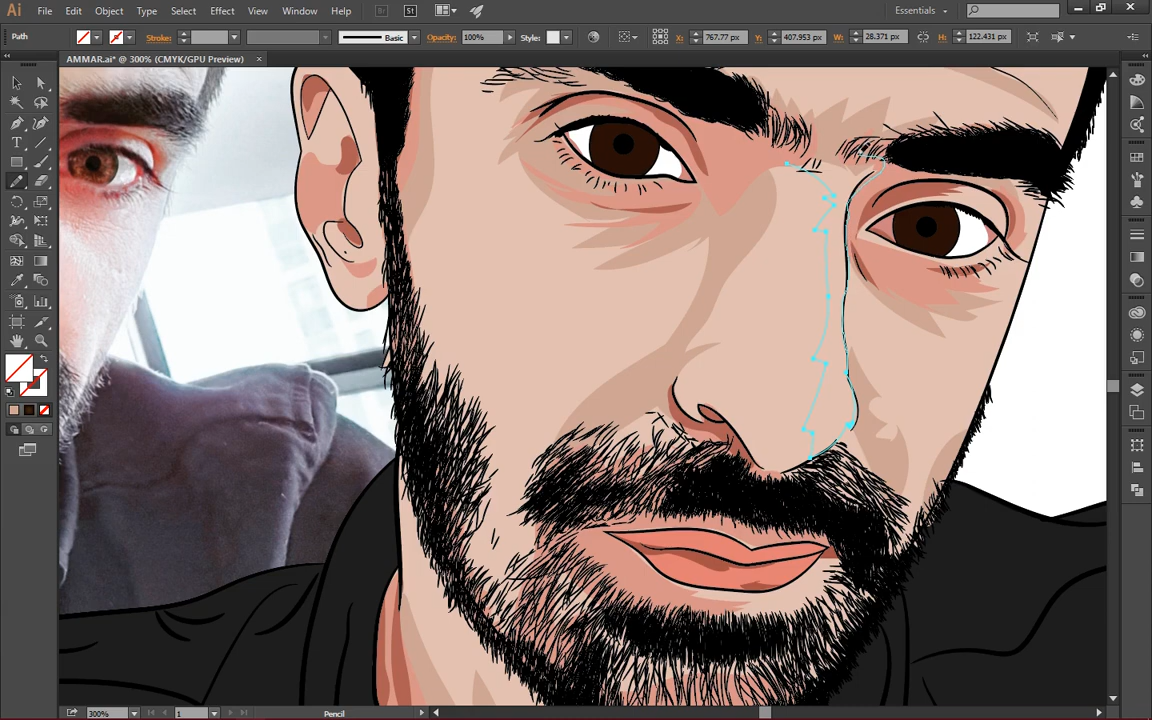 Ai File Edit Object Type Select Effect View Window Help Br St Essentials
Path Stroke: Basic Opacity: 100% Style: X: 767.77 px Y: 407.953 px W: 28.371 px H: 122.431 px
AMMAR.ai* @ 300% (CMYK/GPU Preview) ×
300% 1 Pencil